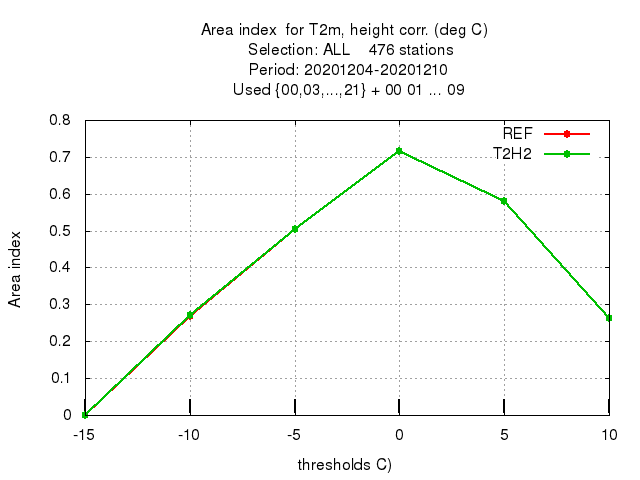 Area index for T2m, height corr. (deg C)
Selection: ALL 476 stations
Period: 20201204-20201210
Used {00,03,...,21} + 00 01 ... 09
REF
T2H2
Area index
0.8
0.7
0.6
0.5
0.4
0.3
0.2
0.1
0
-15 -10 -5 0 5 10
thresholds C)